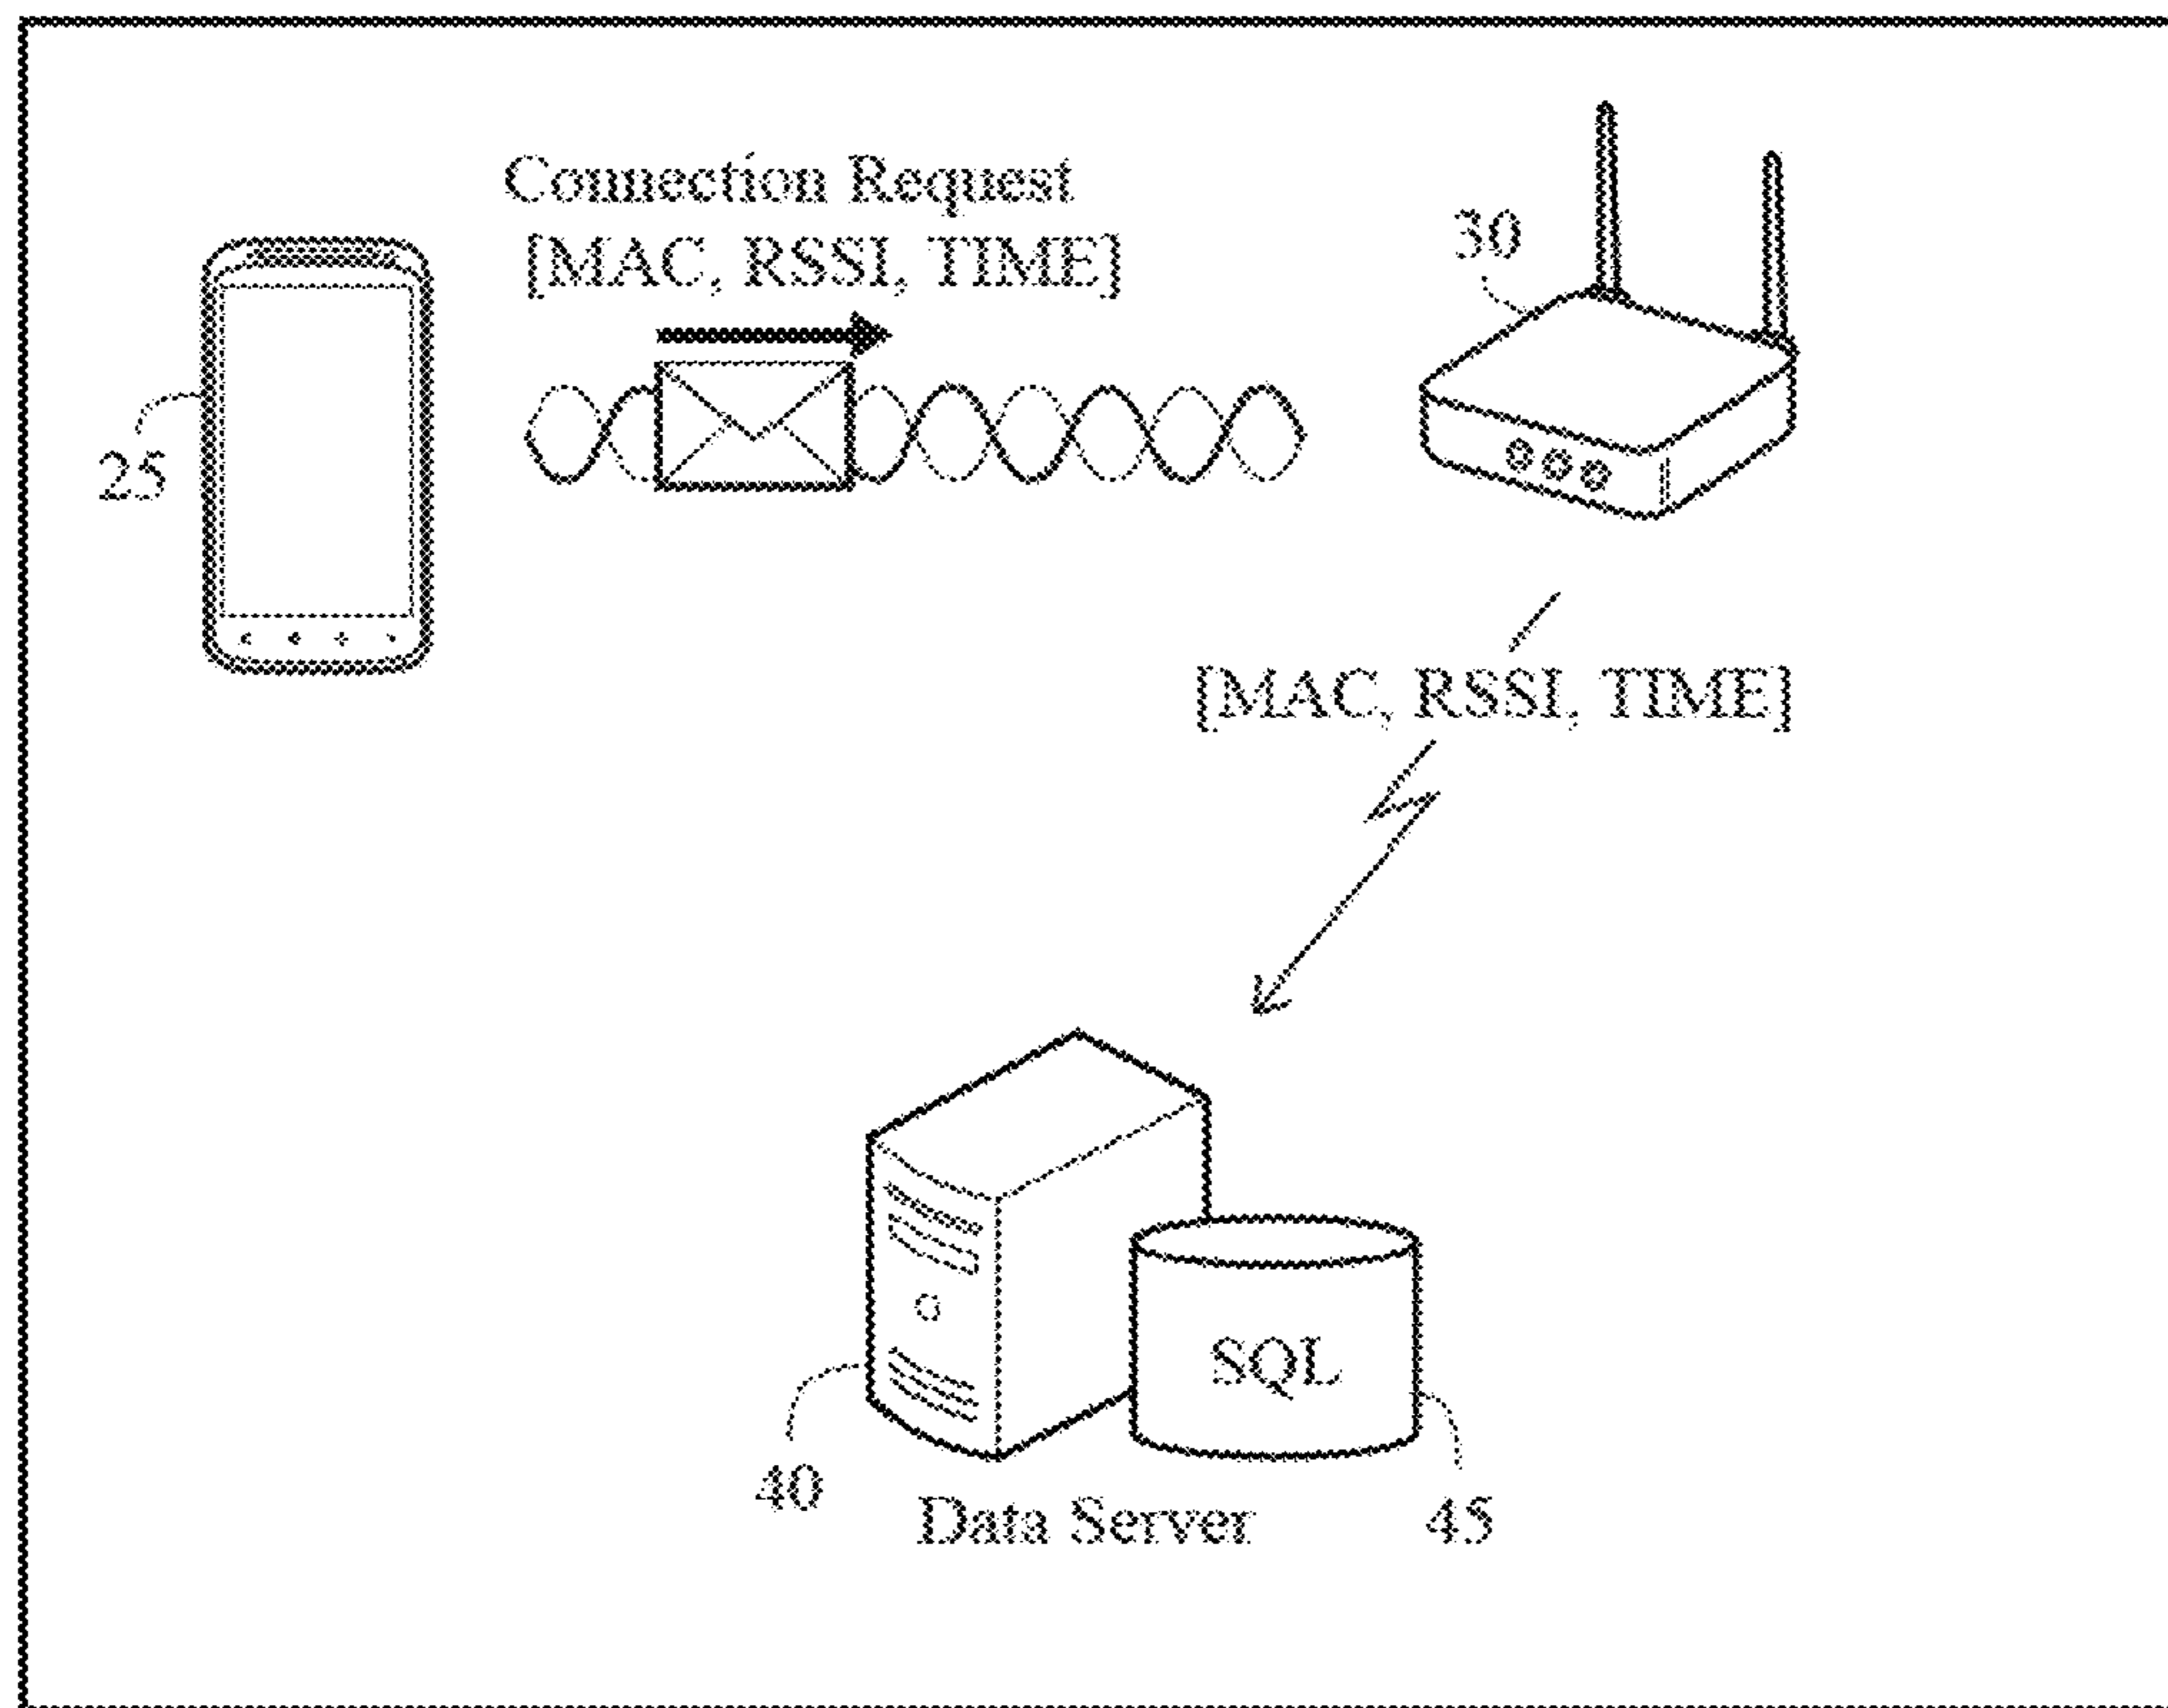 Connection Request
[MAC, RSSI, TIME]
30
25
[MAC, RSSI, TIME]
SQL
40
Data Server
45